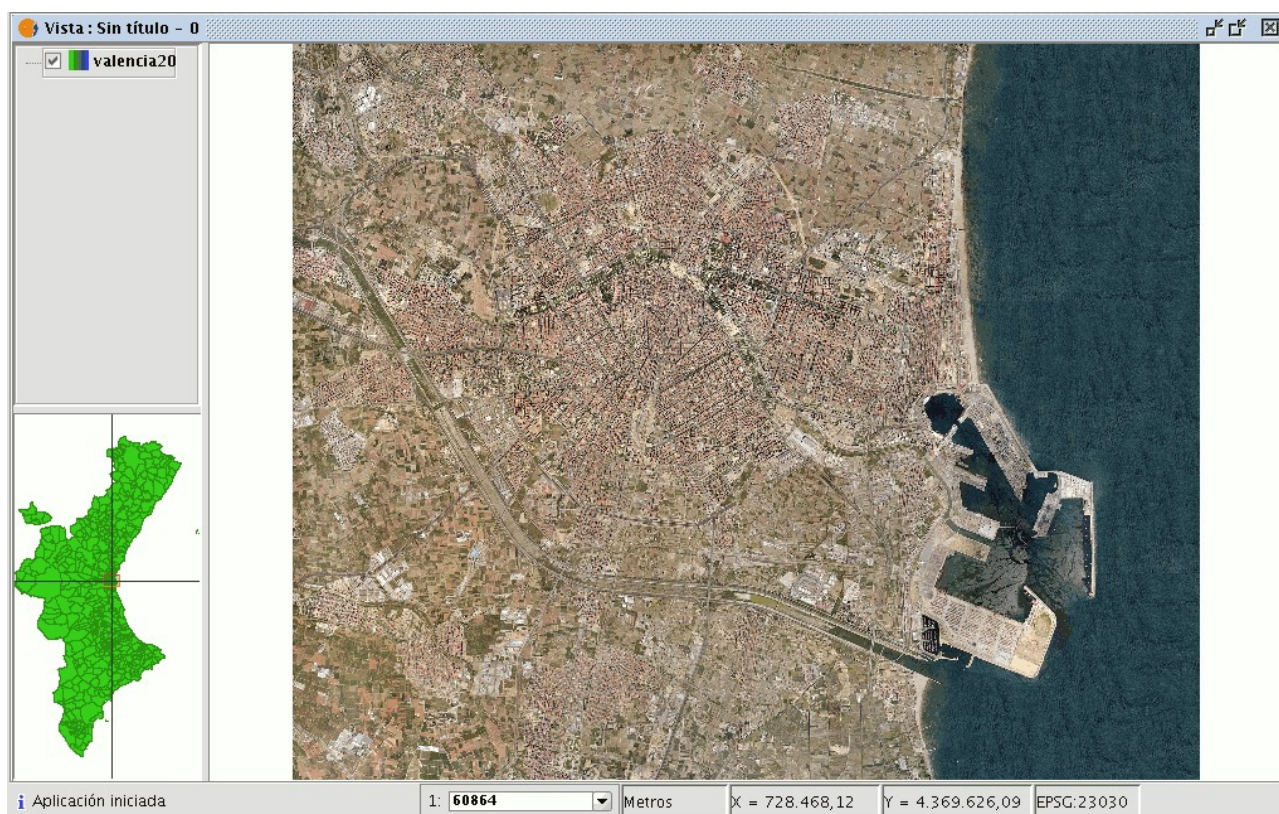 Vista : Sin título - 0
valencia20
Aplicación iniciada
1: 60864
Metros
X = 728.468,12
Y = 4.369.626,09
EPSG:23030